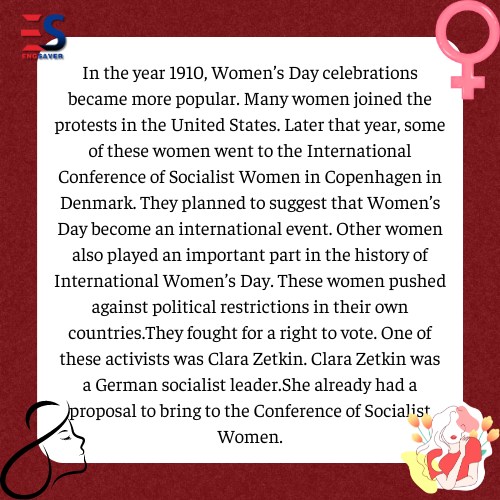 ES
ENGSAVER
In the year 1910, Women's Day celebrations
became more popular. Many women joined the
protests in the United States. Later that year, some
of these women went to the International
Conference of Socialist Women in Copenhagen in
Denmark. They planned to suggest that Women's
Day become an international event. Other women
also played an important part in the history of
International Women's Day. These women pushed
against political restrictions in their own
countries.They fought for a right to vote. One of
these activists was Clara Zetkin. Clara Zetkin was
a German socialist leader.She already had a
proposal to bring to the Conference of Socialist
Women.